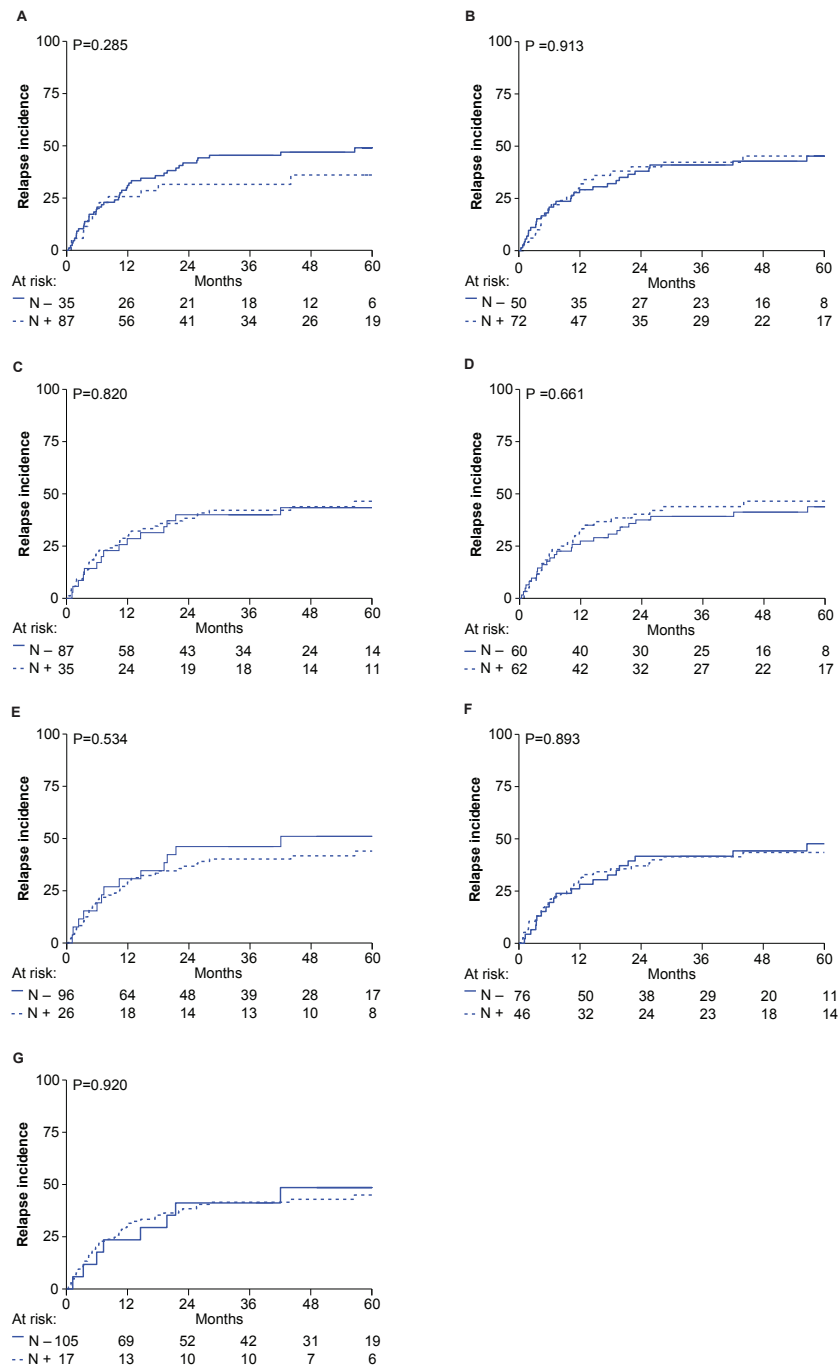 A
P=0.285
Relapse incidence
100
75
50
25
0
0 12 24 36 48 60
Months
At risk:
N – 35 26 21 18 12 6
N + 87 56 41 34 26 19
B
P =0.913
Relapse incidence
100
75
50
25
0
0 12 24 36 48 60
Months
At risk:
N – 50 35 27 23 16 8
N + 72 47 35 29 22 17
C
P=0.820
Relapse incidence
100
75
50
25
0
0 12 24 36 48 60
Months
At risk:
N – 87 58 43 34 24 14
N + 35 24 19 18 14 11
D
P =0.661
Relapse incidence
100
75
50
25
0
0 12 24 36 48 60
Months
At risk:
N – 60 40 30 25 16 8
N + 62 42 32 27 22 17
E
P=0.534
Relapse incidence
100
75
50
25
0
0 12 24 36 48 60
Months
At risk:
N – 96 64 48 39 28 17
N + 26 18 14 13 10 8
F
P=0.893
Relapse incidence
100
75
50
25
0
0 12 24 36 48 60
Months
At risk:
N – 76 50 38 29 20 11
N + 46 32 24 23 18 14
G
P=0.920
Relapse incidence
100
75
50
25
0
0 12 24 36 48 60
Months
At risk:
N – 105 69 52 42 31 19
N + 17 13 10 10 7 6